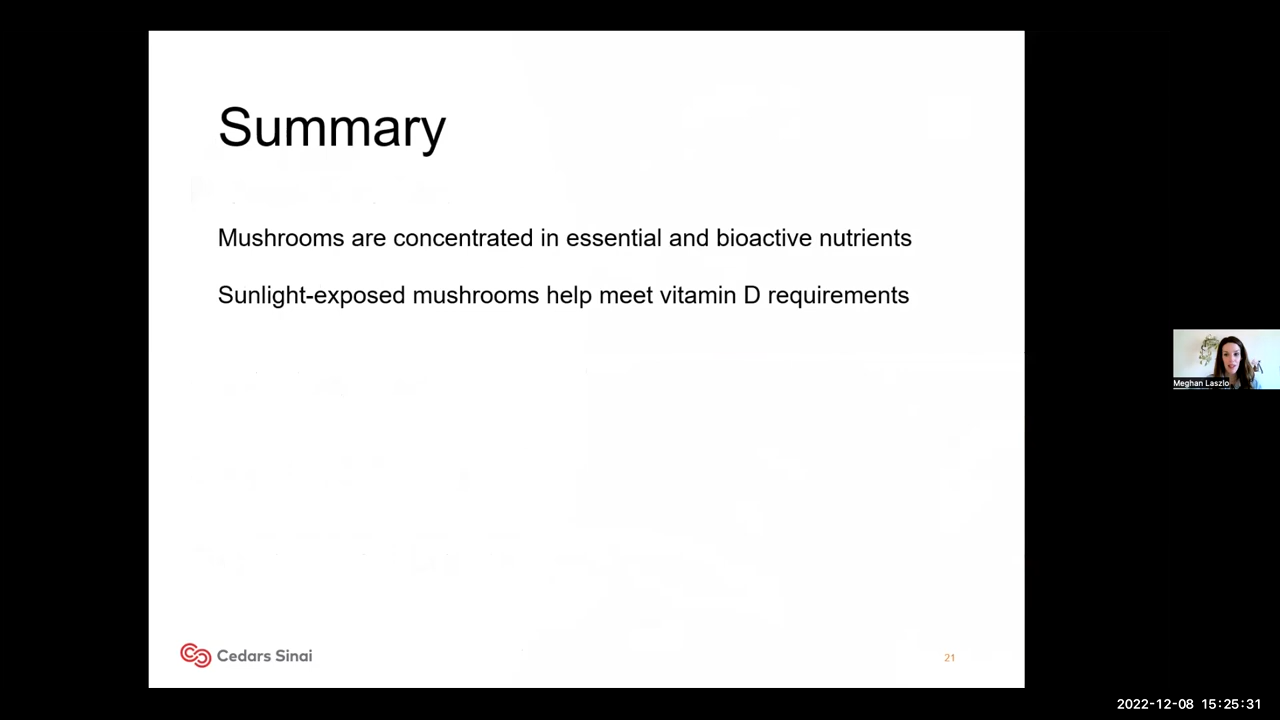 Summary
Mushrooms are concentrated in essential and bioactive nutrients
Sunlight-exposed mushrooms help meet vitamin D requirements
Meghan Laszlo
Cedars Sinai
21
2022-12-08 15:25:31